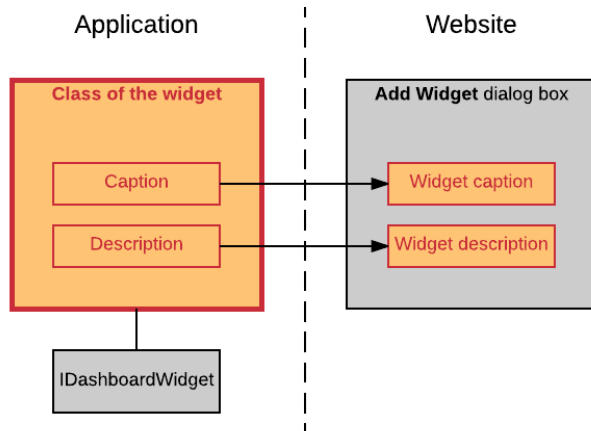 Application
Website
Class of the widget
Add Widget dialog box
Caption
Widget caption
Description
Widget description
IDashboardWidget